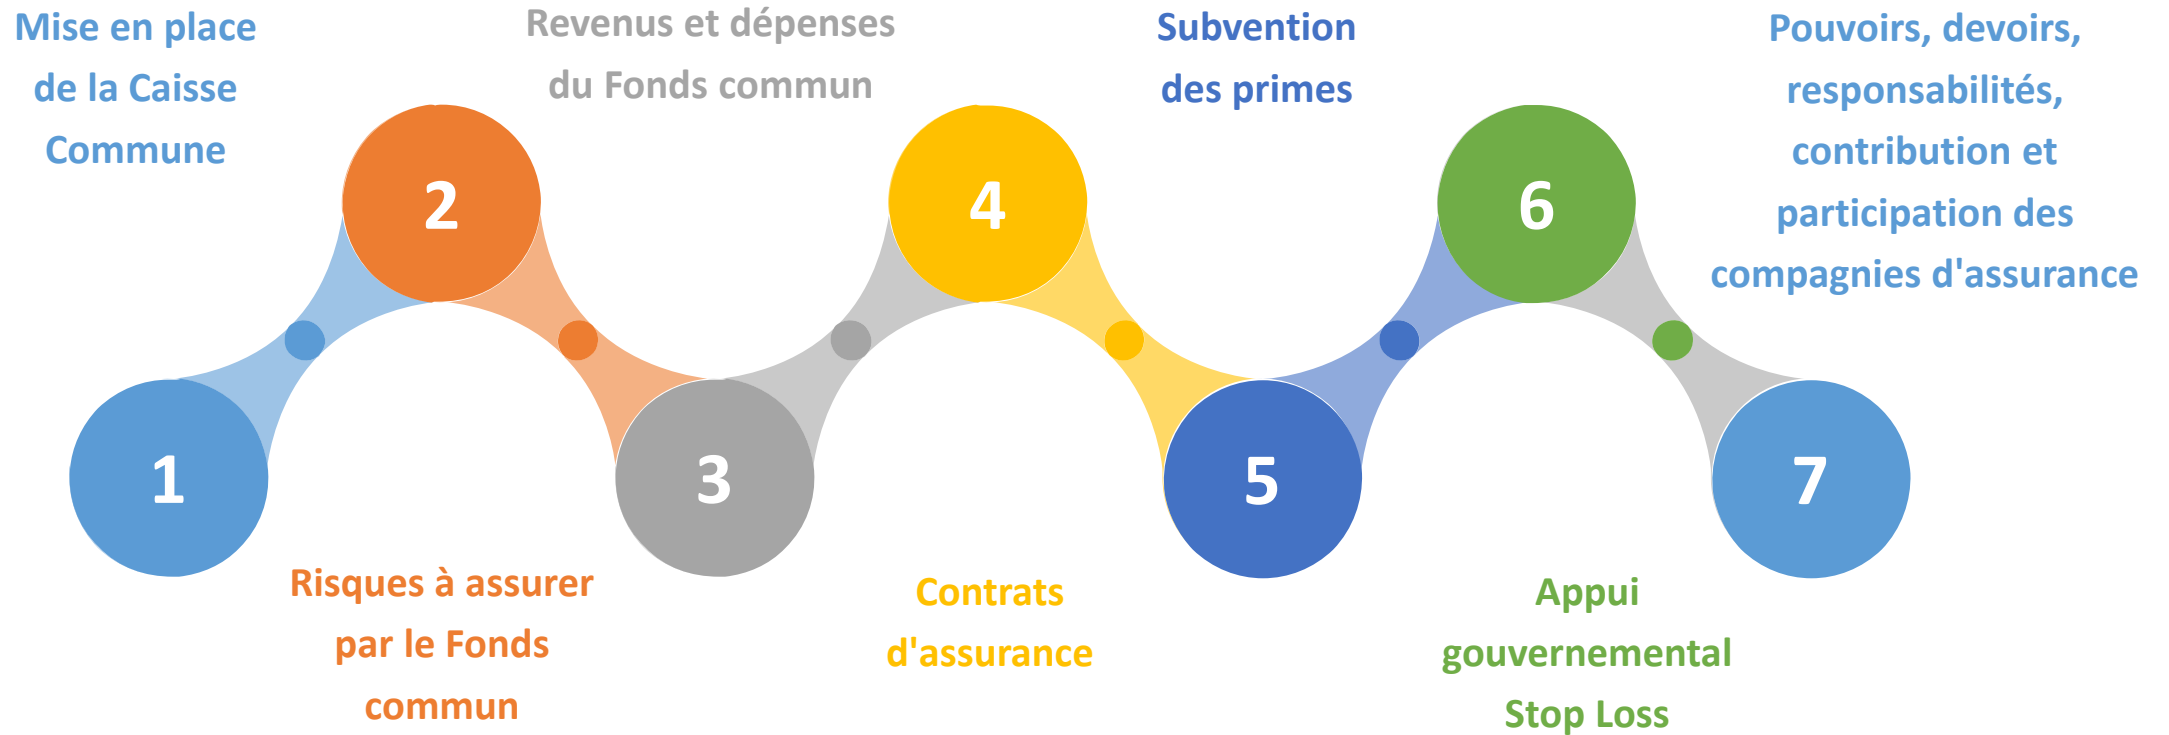 Mise en place
de la Caisse
Commune
1
2
Risques à assurer
par le Fonds
commun
Revenus et dépenses
du Fonds commun
3
4
Contrats
d'assurance
Subvention
des primes
5
6
Appui
gouvernemental
Stop Loss
Pouvoirs, devoirs,
responsabilités,
contribution et
participation des
compagnies d'assurance
7